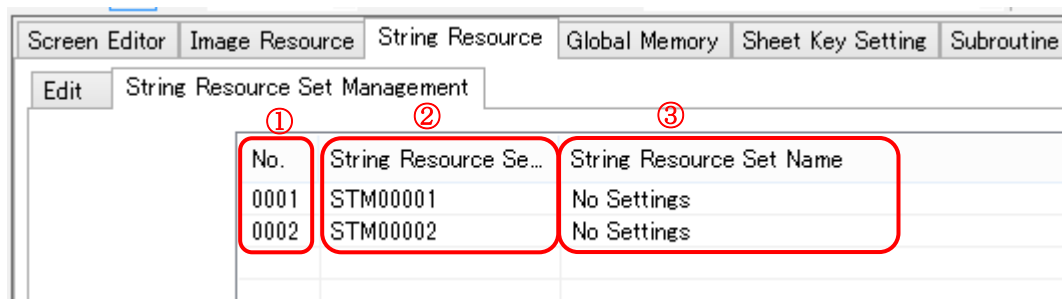 Screen Editor Image Resource String Resource Global Memory Sheet Key Setting Subroutine
Edit String Resource Set Management
① ② ③
No. String Resource Se... String Resource Set Name
0001 STM00001 No Settings
0002 STM00002 No Settings